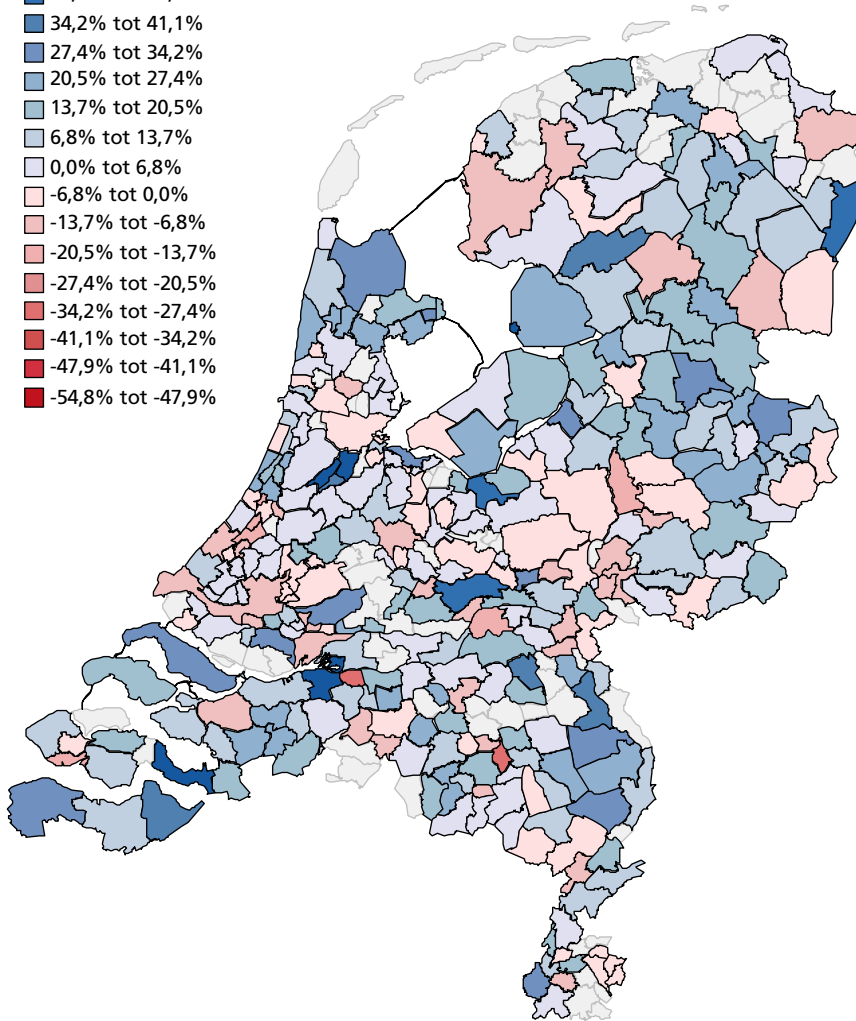 34,2% tot 41,1%
27,4% tot 34,2%
20,5% tot 27,4%
13,7% tot 20,5%
6,8% tot 13,7%
0,0% tot 6,8%
-6,8% tot 0,0%
-13,7% tot -6,8%
-20,5% tot -13,7%
-27,4% tot -20,5%
-34,2% tot -27,4%
-41,1% tot -34,2%
-47,9% tot -41,1%
-54,8% tot -47,9%